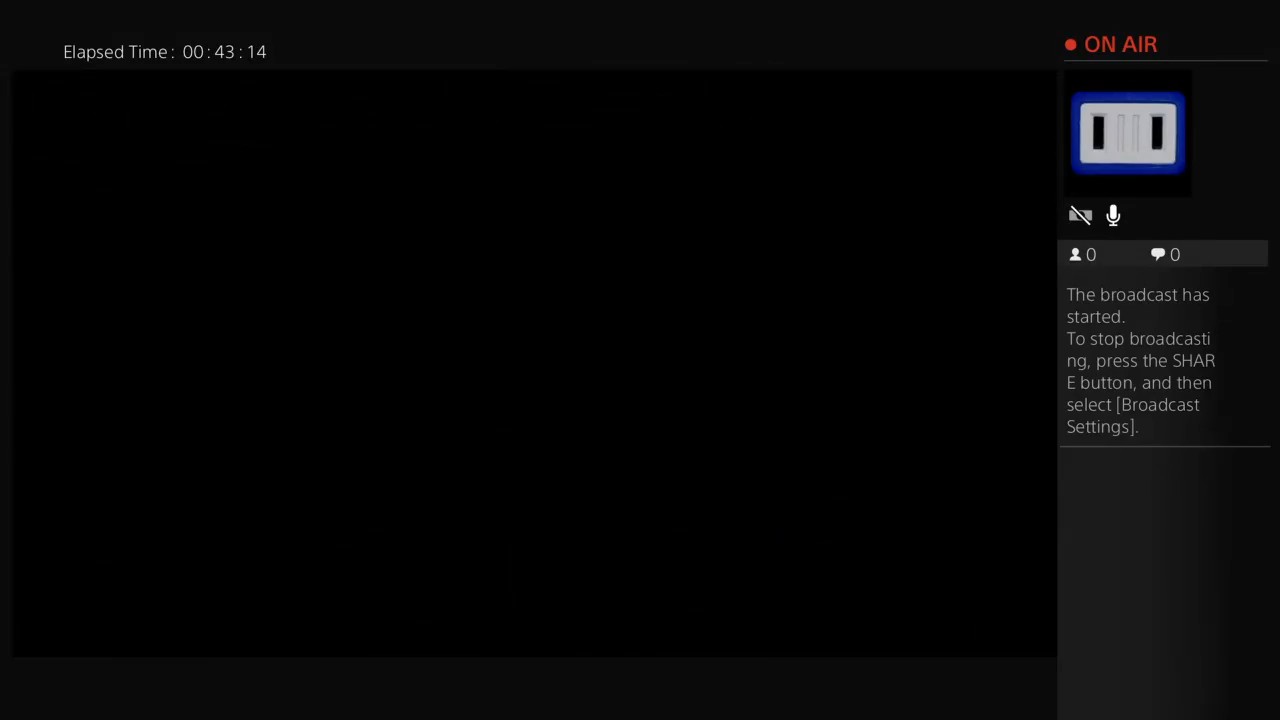 Elapsed Time: 00:43:14
ON AIR
0 0
The broadcast has
started.
To stop broadcasti
ng, press the SHAR
E button, and then
select [Broadcast
Settings].